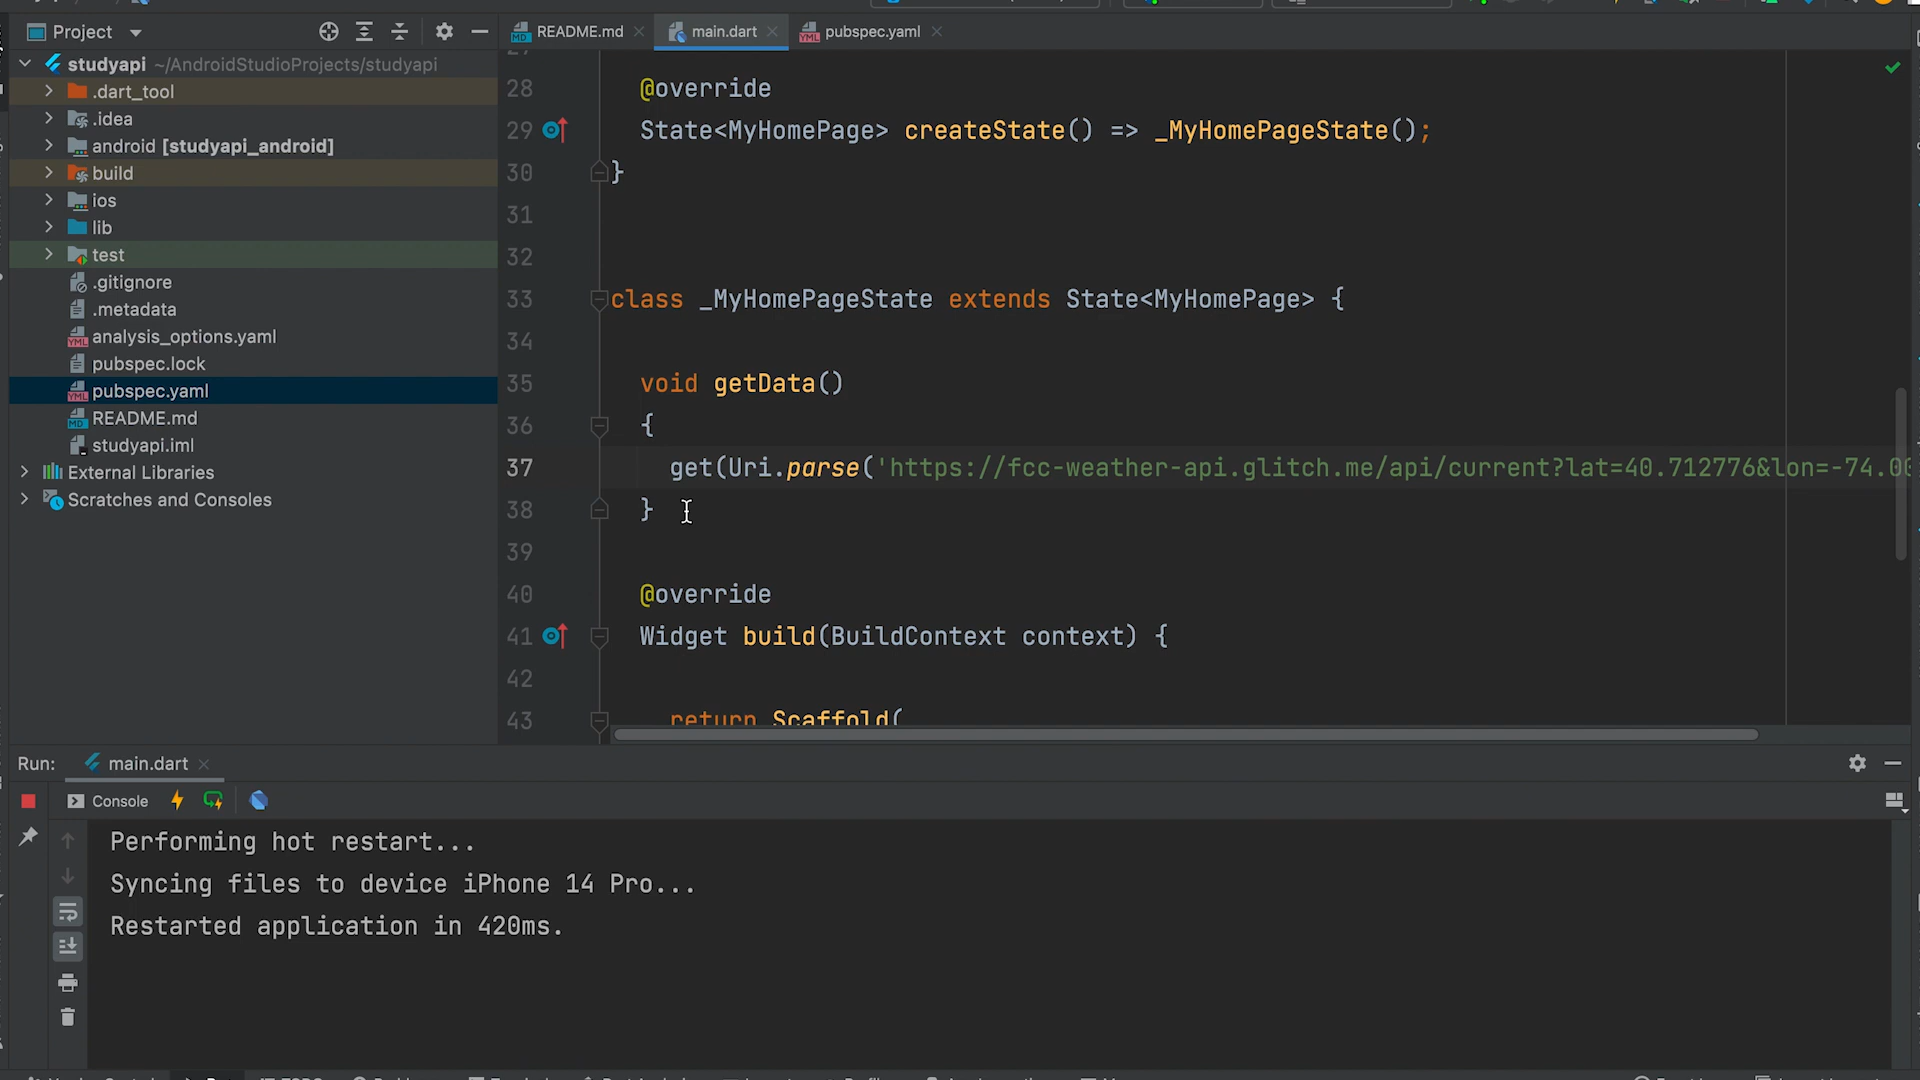 Project
README.md
main.dart
pubspec.yaml
studyapi ~/AndroidStudioProjects/studyapi
.dart_tool
.idea
android [studyapi_android]
build
ios
lib
test
.gitignore
.metadata
analysis_options.yaml
pubspec.lock
pubspec.yaml
README.md
studyapi.iml
External Libraries
Scratches and Consoles
28 @override
29 State<MyHomePage> createState() => _MyHomePageState();
30 }
31
32
33 class _MyHomePageState extends State<MyHomePage> {
34
35 void getData()
36 {
37 get(Uri.parse('https://fcc-weather-api.glitch.me/api/current?lat=40.712776&lon=-74.00
38 }
39
40 @override
41 Widget build(BuildContext context) {
42
43 return Scaffold(
Run: main.dart
Console
Performing hot restart...
Syncing files to device iPhone 14 Pro...
Restarted application in 420ms.